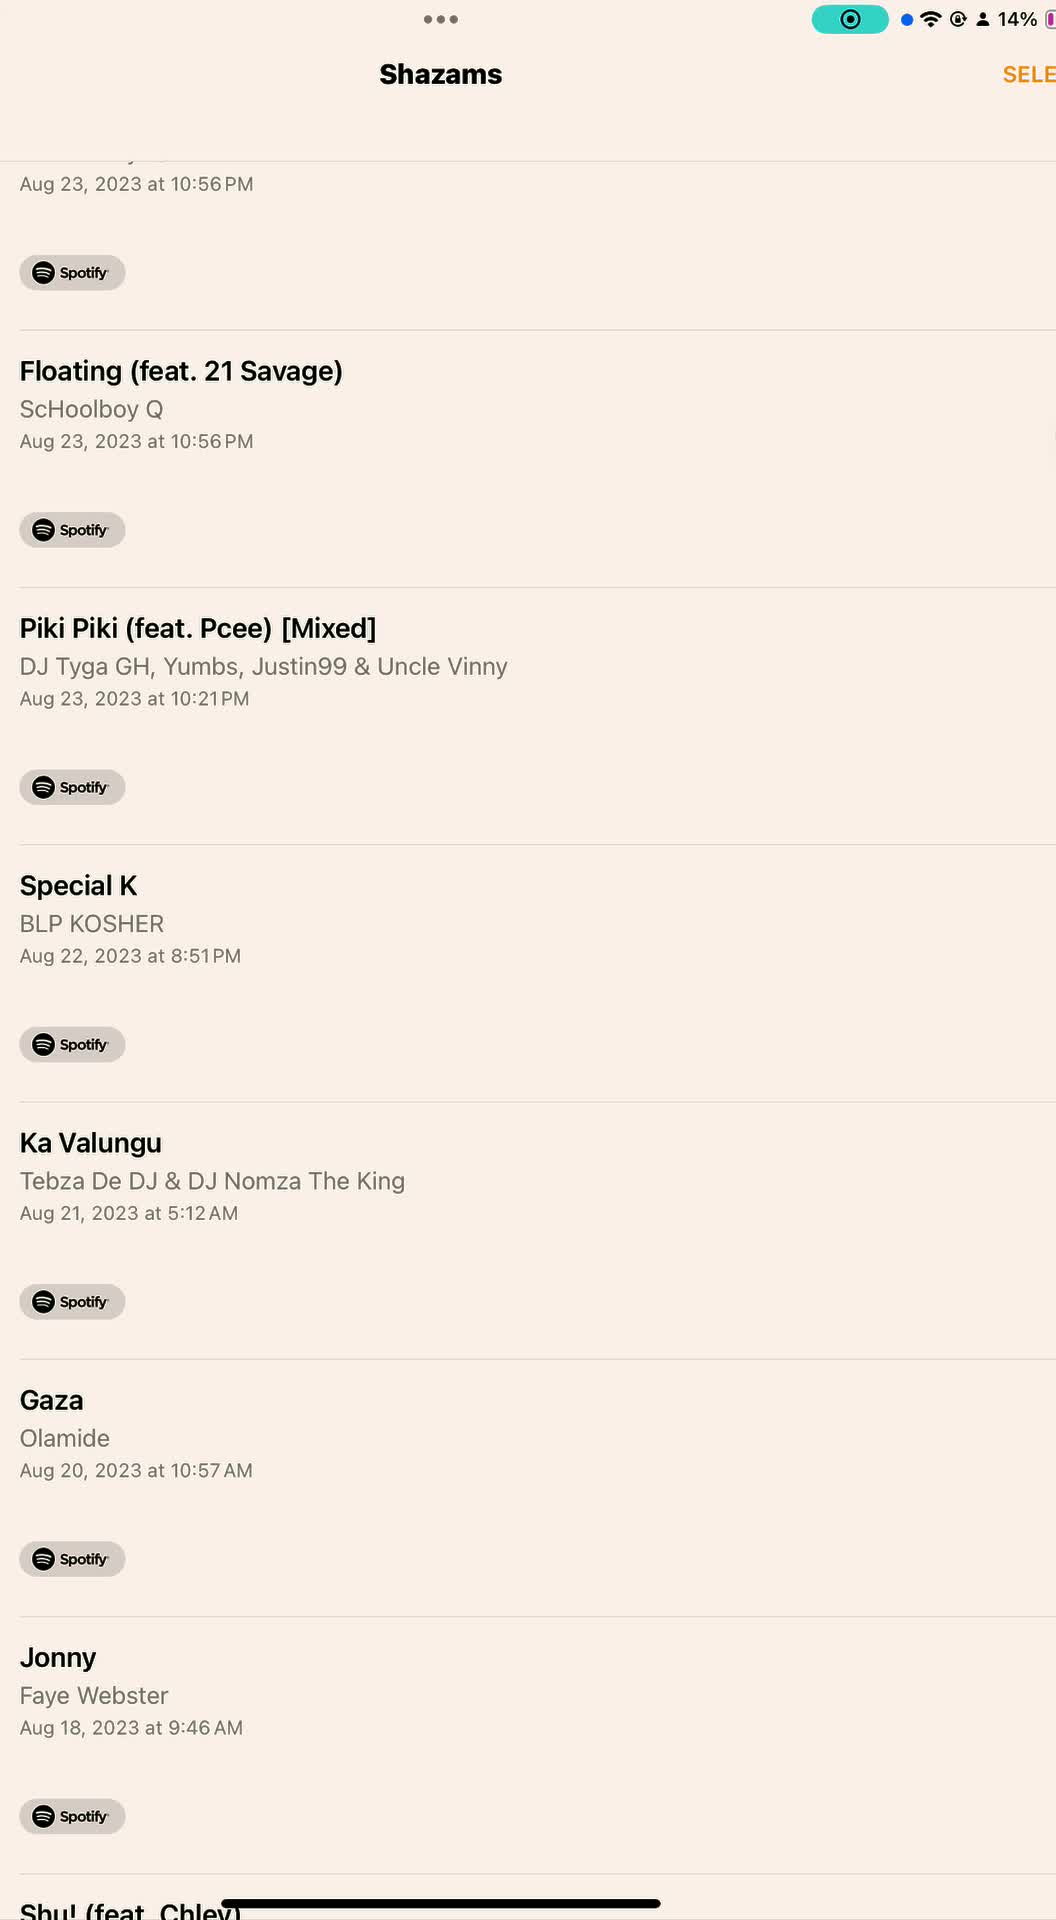 14%
Shazams
SELE
Aug 23, 2023 at 10:56 PM
Spotify
Floating (feat. 21 Savage)
ScHoolboy Q
Aug 23, 2023 at 10:56 PM
Spotify
Piki Piki (feat. Pcee) [Mixed]
DJ Tyga GH, Yumbs, Justin99 & Uncle Vinny
Aug 23, 2023 at 10:21 PM
Spotify
Special K
BLP KOSHER
Aug 22, 2023 at 8:51 PM
Spotify
Ka Valungu
Tebza De DJ & DJ Nomza The King
Aug 21, 2023 at 5:12 AM
Spotify
Gaza
Olamide
Aug 20, 2023 at 10:57 AM
Spotify
Jonny
Faye Webster
Aug 18, 2023 at 9:46 AM
Spotify
Shu! (feat. Chley)